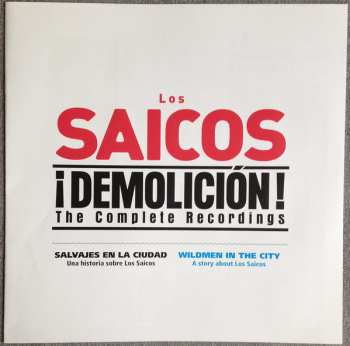 Los
SAICOS
¡DEMOLICIÓN!
The Complete Recordings
SALVAJES EN LA CIUDAD WILDMEN IN THE CITY
Una historia sobre Los Saicos A story about Los Saicos